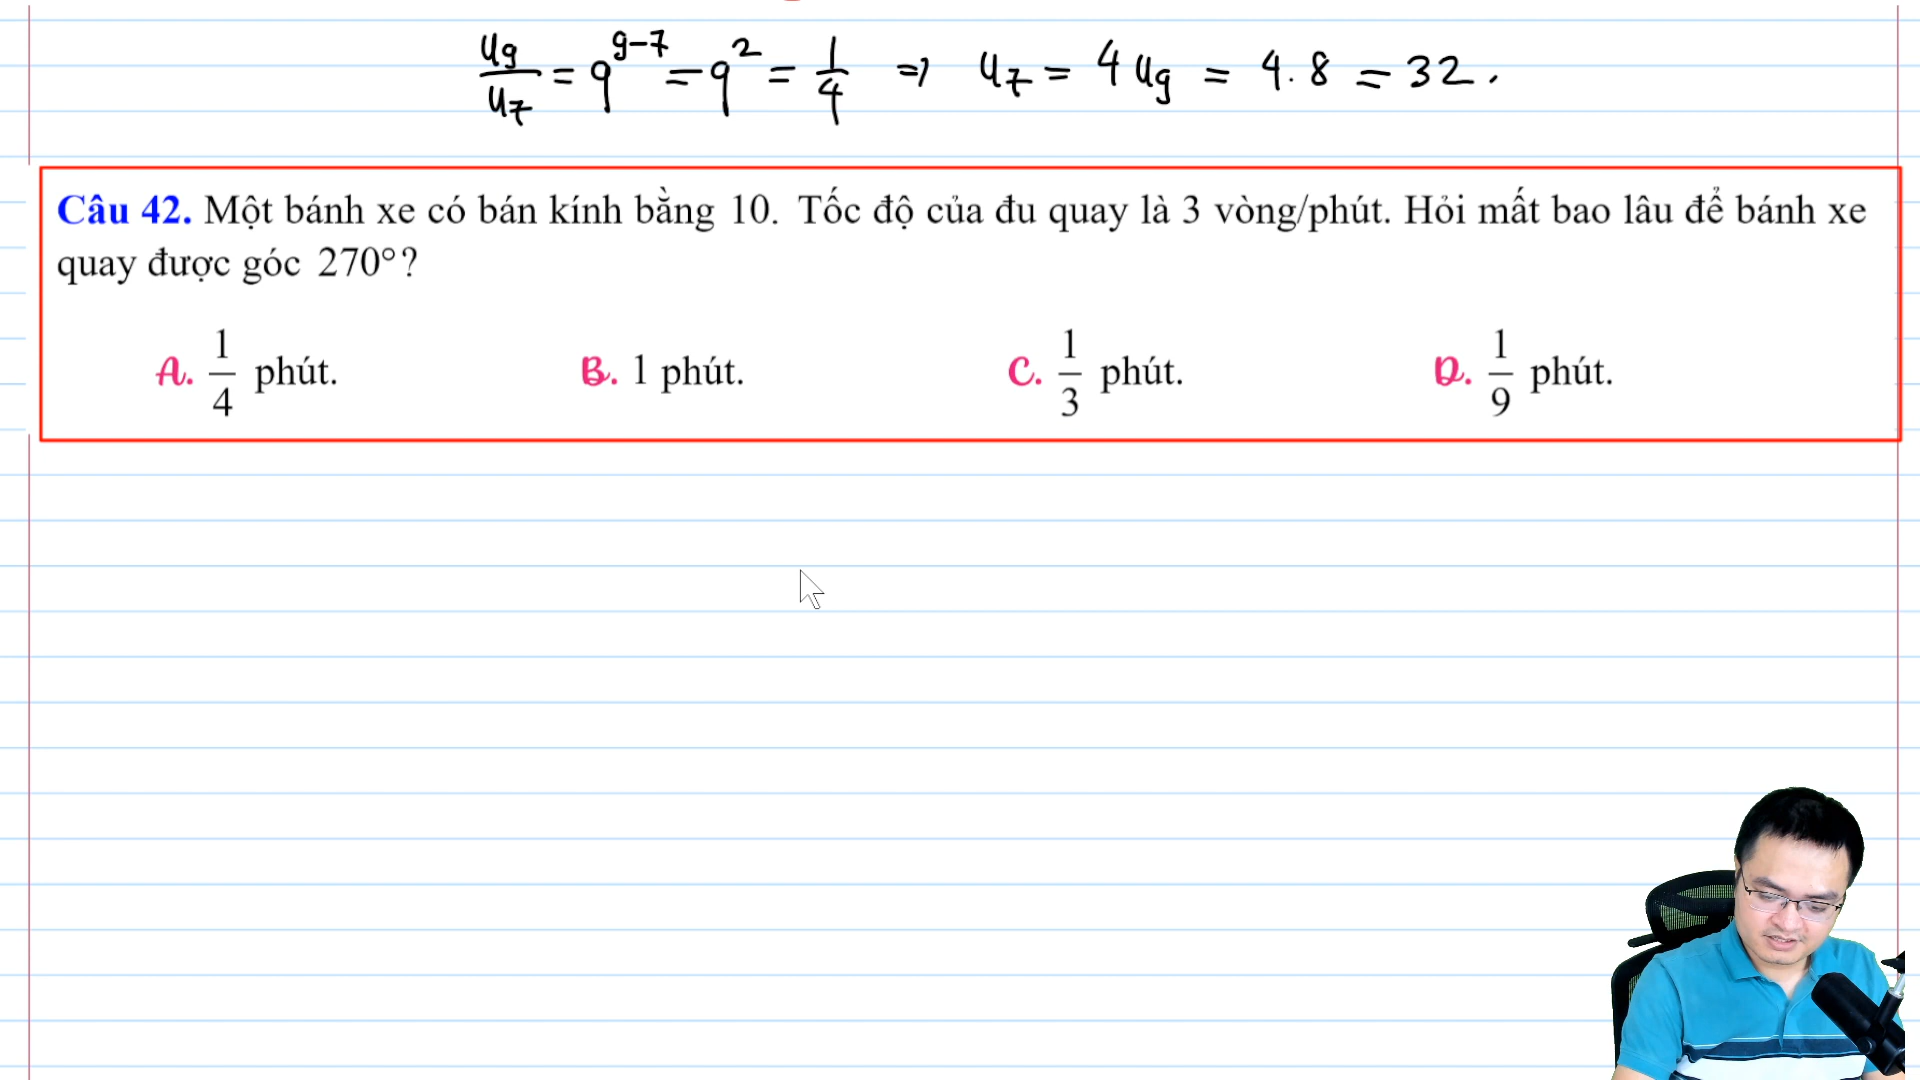 u₉/u₇ = q⁹⁻⁷ = q² = 1/4 ⇒ u₇ = 4u₉ = 4.8 = 32.
Câu 42. Một bánh xe có bán kính bằng 10. Tốc độ của đu quay là 3 vòng/phút. Hỏi mất bao lâu để bánh xe
quay được góc 270°?
A. 1/4 phút. B. 1 phút. C. 1/3 phút. D. 1/9 phút.